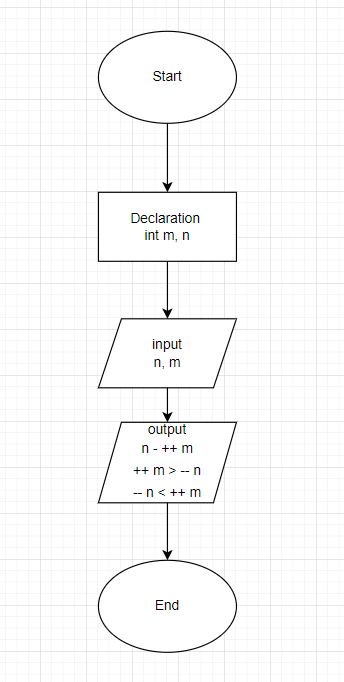 Start
Declaration
int m, n
input
n, m
output
n - ++ m
++ m > -- n
-- n < ++ m
End